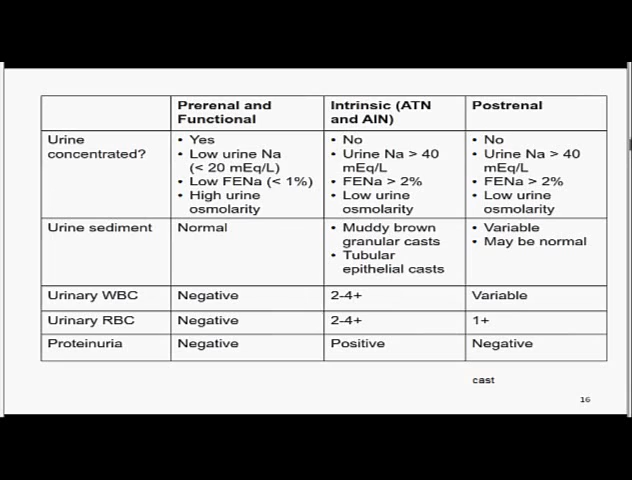 Prerenal and Functional
Intrinsic (ATN and AIN)
Postrenal
Urine concentrated?
• Yes
• Low urine Na (< 20 mEq/L)
• Low FENa (< 1%)
• High urine osmolarity
• No
• Urine Na > 40 mEq/L
• FENa > 2%
• Low urine osmolarity
• No
• Urine Na > 40 mEq/L
• FENa > 2%
• Low urine osmolarity
Urine sediment
Normal
• Muddy brown granular casts
• Tubular epithelial casts
• Variable
• May be normal
Urinary WBC
Negative
2-4+
Variable
Urinary RBC
Negative
2-4+
1+
Proteinuria
Negative
Positive
Negative
cast
16